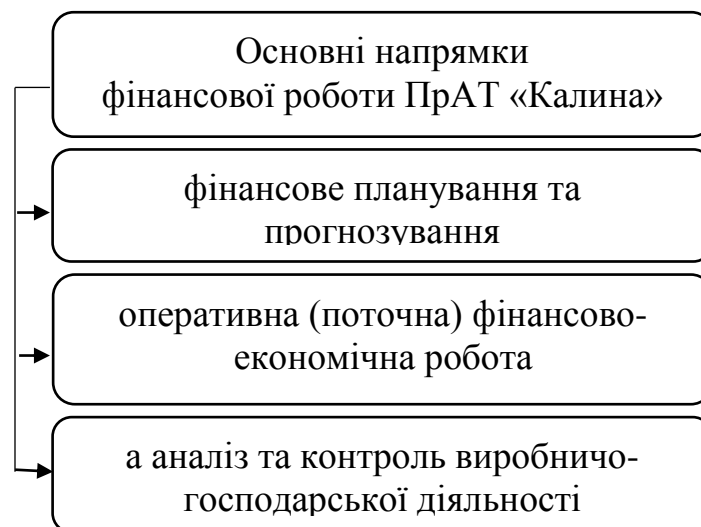 Основні напрямки
фінансової роботи ПрАТ «Калина»
фінансове планування та
прогнозування
оперативна (поточна) фінансово-
економічна робота
а аналіз та контроль виробничо-
господарської діяльності